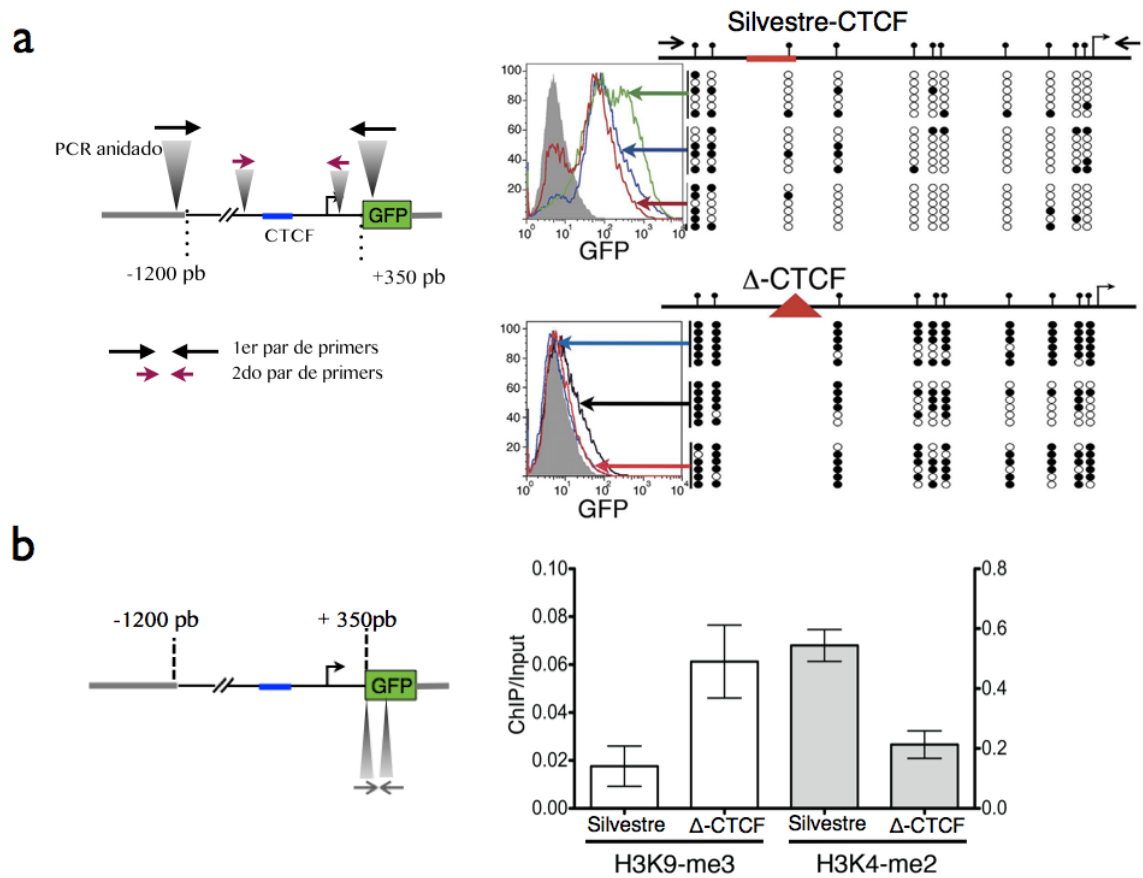 a
PCR anidado
CTCF
GFP
-1200 pb
+350 pb
1er par de primers
2do par de primers
Silvestre-CTCF
100
80
60
40
20
10⁰ 10¹ 10² 10³ 10⁴
GFP
Δ-CTCF
100
80
60
40
20
10⁰ 10¹ 10² 10³ 10⁴
GFP
b
-1200 pb
+ 350pb
GFP
ChIP/Input
0.10
0.08
0.06
0.04
0.02
0.00
0.8
0.6
0.4
0.2
0.0
Silvestre Δ-CTCF Silvestre Δ-CTCF
H3K9-me3 H3K4-me2